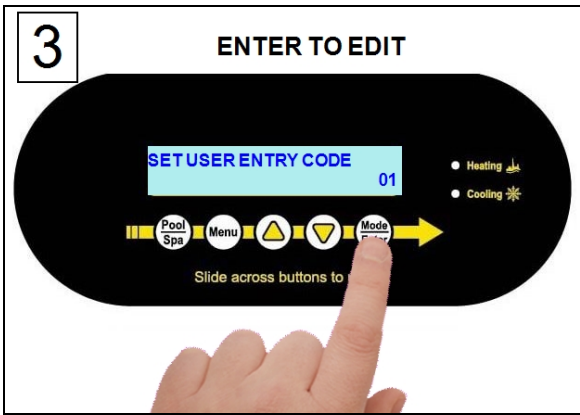 3
ENTER TO EDIT
SET USER ENTRY CODE
01
Heating
Cooling
Pool
Spa
Menu
Mode
Slide across buttons to